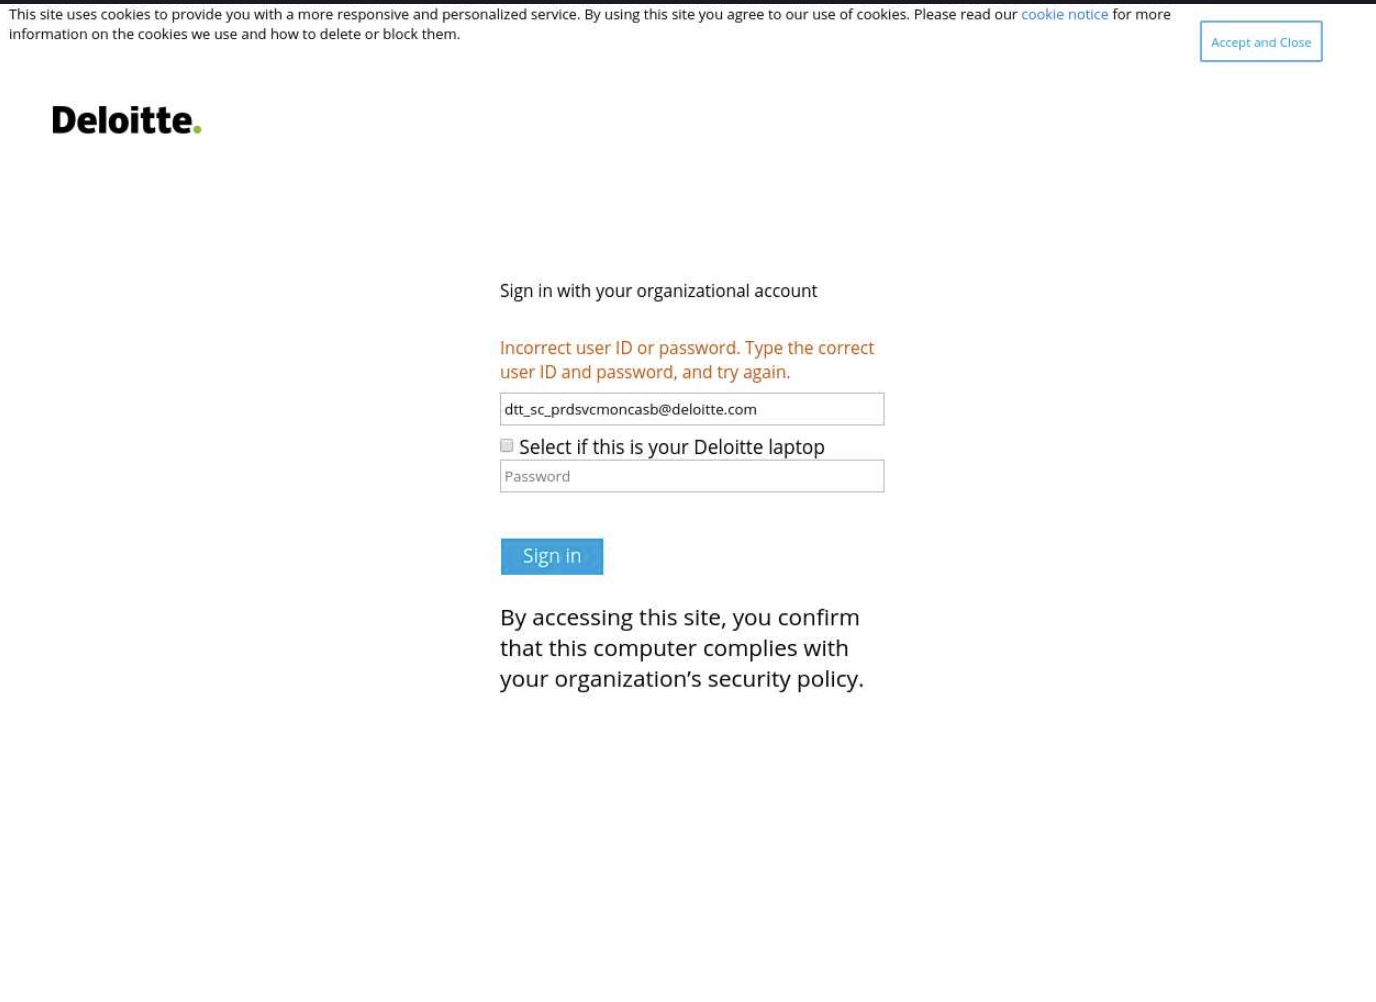 This site uses cookies to provide you with a more responsive and personalized service. By using this site you agree to our use of cookies. Please read our cookie notice for more
information on the cookies we use and how to delete or block them.
Accept and Close
Deloitte.
Sign in with your organizational account
Incorrect user ID or password. Type the correct
user ID and password, and try again.
dtt_sc_prdsvcmoncasb@deloitte.com
Select if this is your Deloitte laptop
Password
Sign in
By accessing this site, you confirm
that this computer complies with
your organization’s security policy.